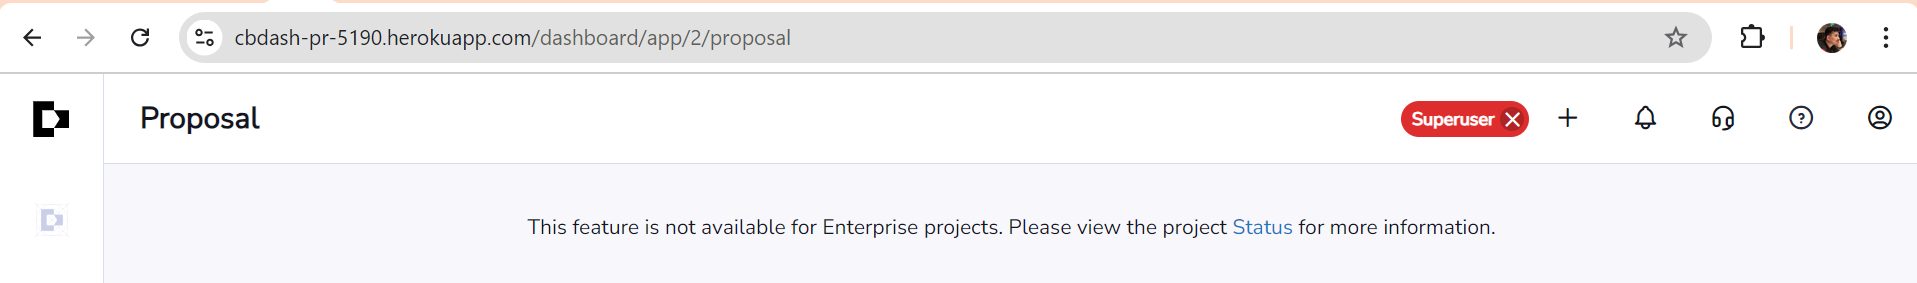 cbdash-pr-5190.herokuapp.com/dashboard/app/2/proposal
Proposal
Superuser
This feature is not available for Enterprise projects. Please view the project Status for more information.